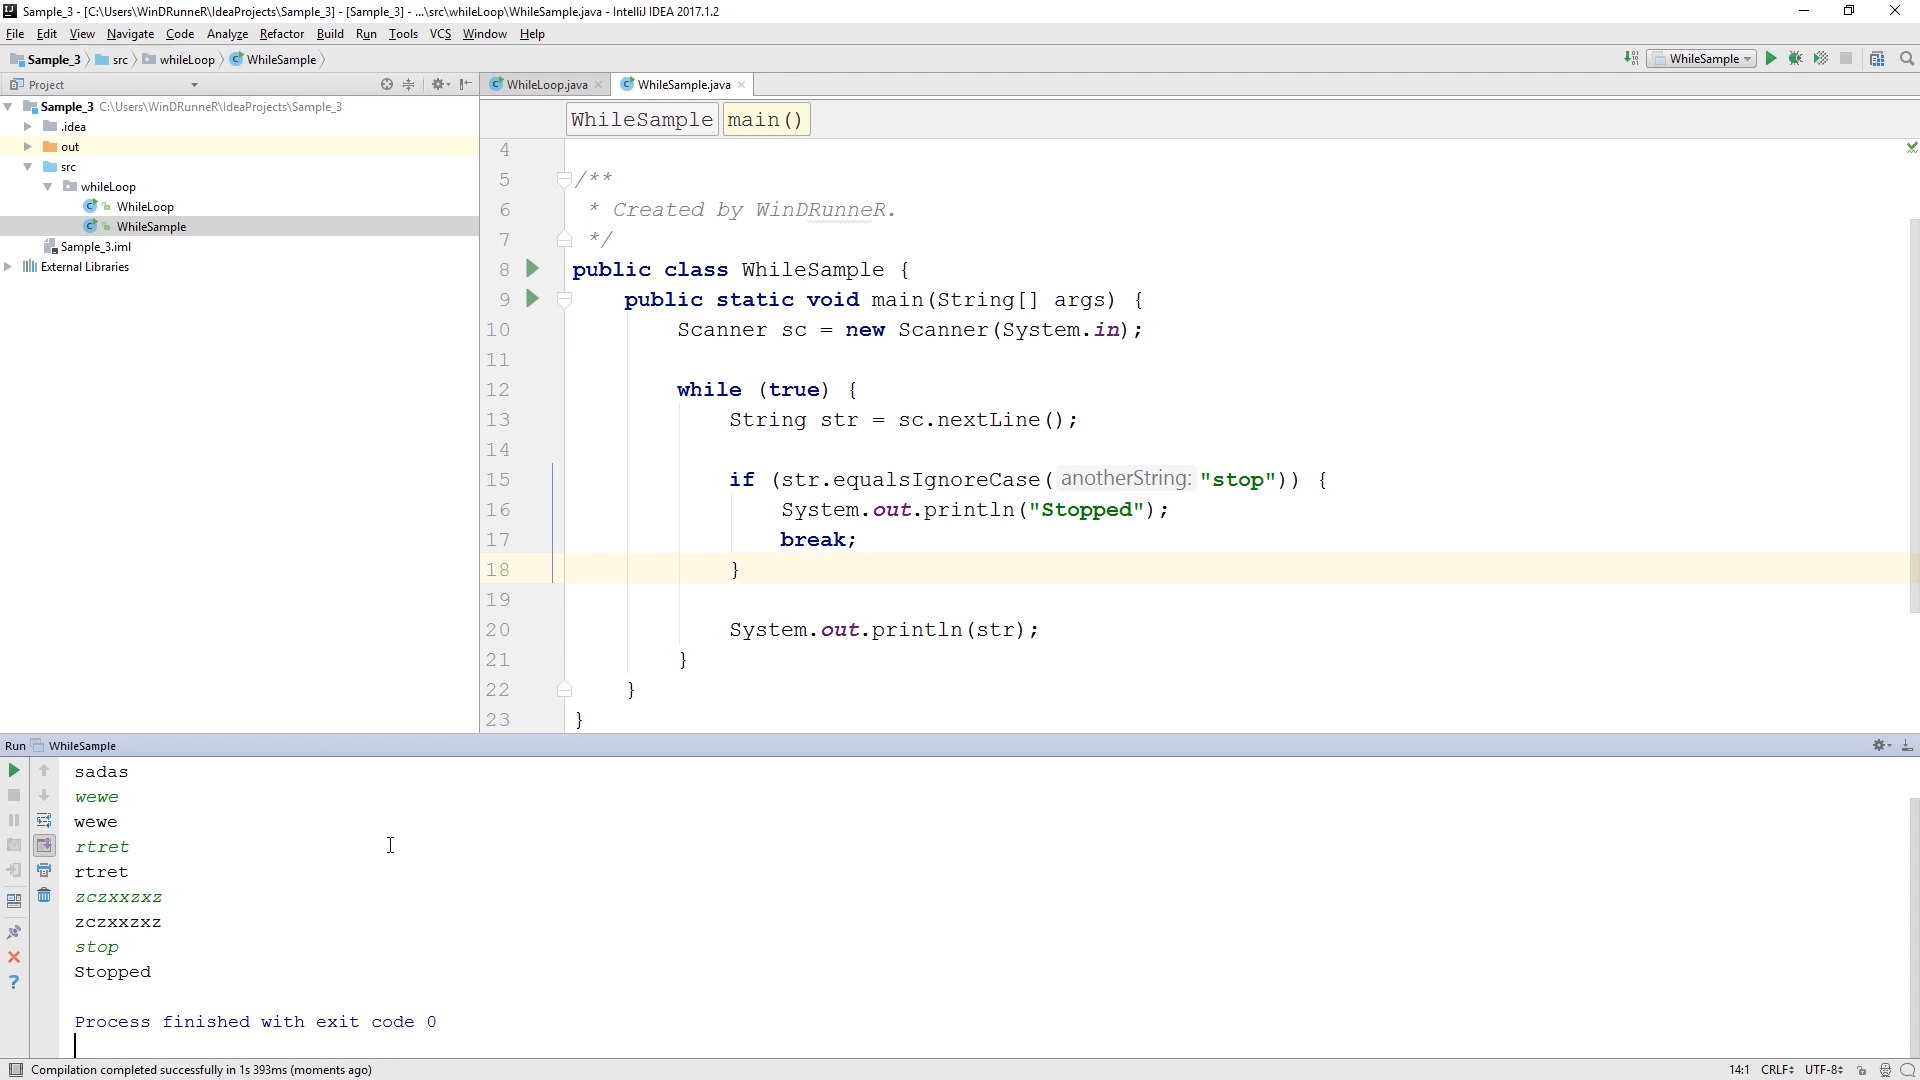 Sample_3 - [C:\Users\WinDRunneR\IdeaProjects\Sample_3] - [Sample_3] - ...\src\whileLoop\WhileSample.java - IntelliJ IDEA 2017.1.2
File Edit View Navigate Code Analyze Refactor Build Run Tools VCS Window Help
Sample_3 src whileLoop WhileSample
WhileSample
Project
WhileLoop.java WhileSample.java
Sample_3 C:\Users\WinDRunneR\IdeaProjects\Sample_3
.idea
out
src
whileLoop
WhileLoop
WhileSample
Sample_3.iml
External Libraries
WhileSample main()
4
5 /**
6 * Created by WinDRunneR.
7 */
8 public class WhileSample {
9 public static void main(String[] args) {
10 Scanner sc = new Scanner(System.in);
11
12 while (true) {
13 String str = sc.nextLine();
14
15 if (str.equalsIgnoreCase( anotherString: "stop")) {
16 System.out.println("Stopped");
17 break;
18 }
19
20 System.out.println(str);
21 }
22 }
23 }
Run WhileSample
sadas
wewe
wewe
rtret
rtret
zczxxzxz
zczxxzxz
stop
Stopped
Process finished with exit code 0
Compilation completed successfully in 1s 393ms (moments ago)
14:1 CRLF UTF-8